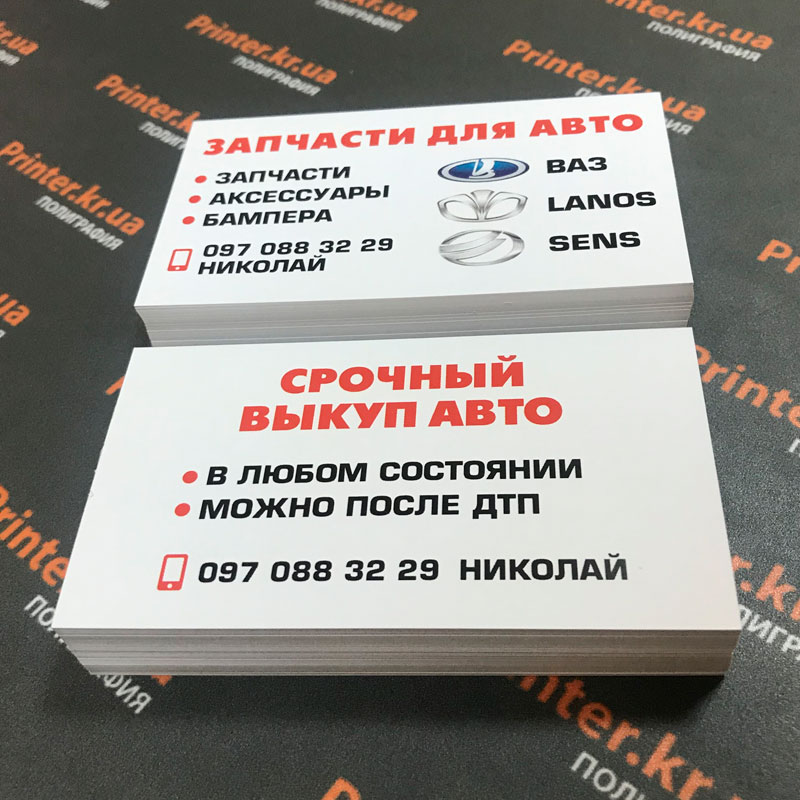 ЗАПЧАСТИ ДЛЯ АВТО
ЗАПЧАСТИ
АКСЕССУАРЫ
БАМПЕРА
097 088 32 29
НИКОЛАЙ
ВАЗ
LANOS
SENS
СРОЧНЫЙ
ВЫКУП АВТО
В ЛЮБОМ СОСТОЯНИИ
МОЖНО ПОСЛЕ ДТП
097 088 32 29 НИКОЛАЙ
Printer.kr.ua
ПОЛИГРАФИЯ